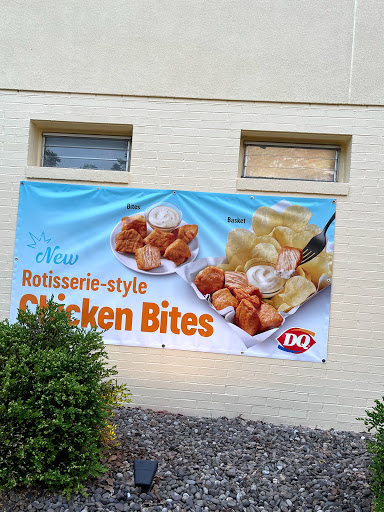 Bites
Basket
New
Rotisserie-style
Chicken Bites
DQ